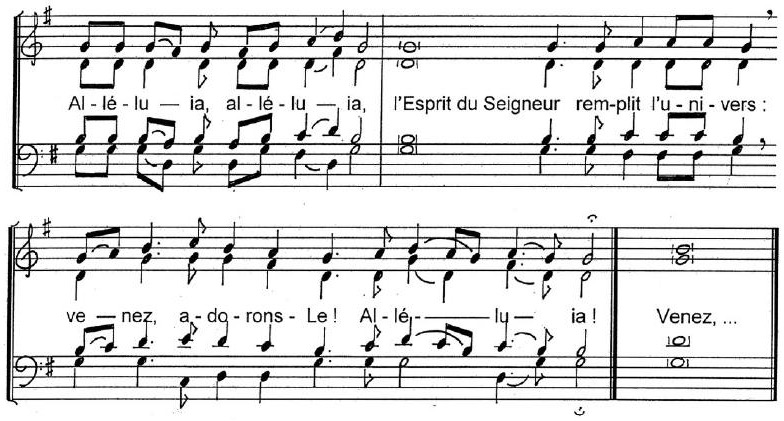 Al - lé - lu — ia, al - lé - lu — ia, l'Esprit du Seigneur rem-plit l'u - ni - vers :
ve — nez, a - do - rons - Le ! Al - lé - lu — ia ! Venez, ...